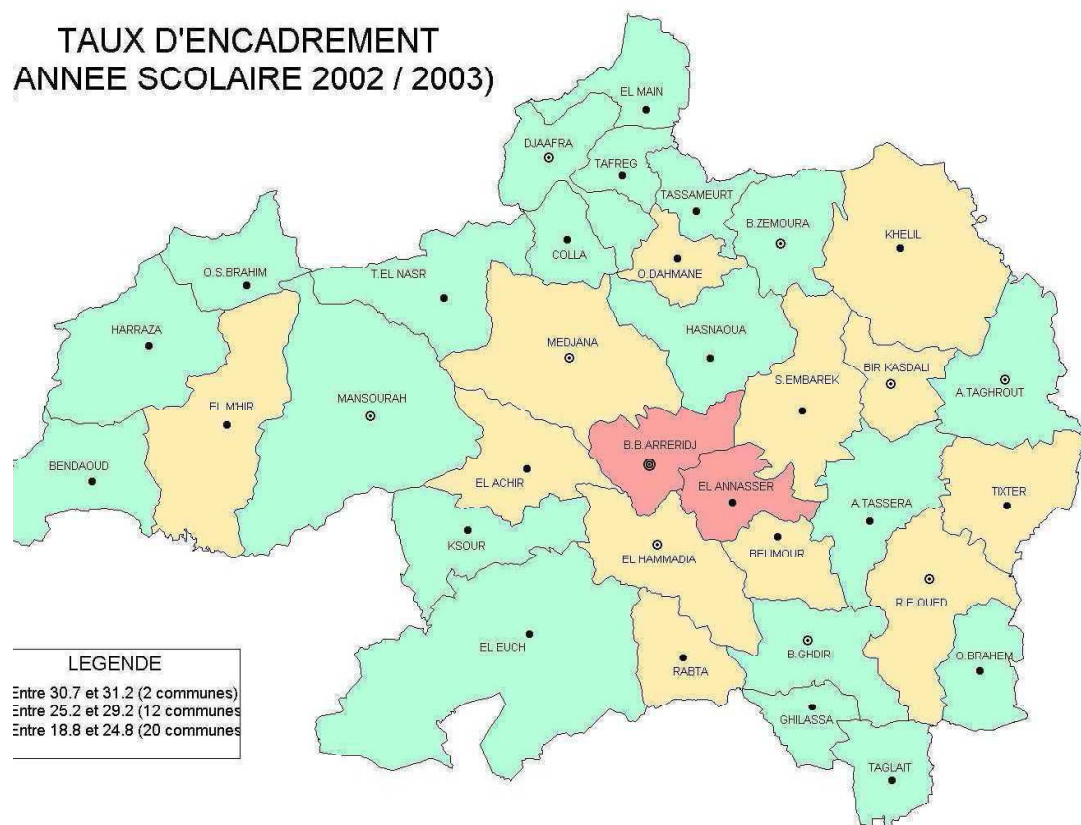 TAUX D'ENCADREMENT
ANNEE SCOLAIRE 2002 / 2003)
EL MAIN
DJAAFRA
TAFREG
TASSAMEURT
B.ZEMOURA
KHELIL
COLLA
O.DAHMANE
O.S.BRAHIM
T.EL NASR
HARRAZA
HASNAOUA
MEDJANA
BIR KASDALI
S.EMBAREK
A.TAGHROUT
MANSOURAH
EL M'HIR
B.B.ARRERIDJ
BENDAOUD
EL ACHIR
EL ANNASSER
TIXTER
A.TASSERA
KSOUR
BELIMOUR
EL HAMMADIA
R.E.OUED
EL EUCH
B.GHDIR
O.BRAHEM
RABTA
GHILASSA
TAGLAIT
LEGENDE
Entre 30.7 et 31.2 (2 communes)
Entre 25.2 et 29.2 (12 communes
Entre 18.8 et 24.8 (20 communes